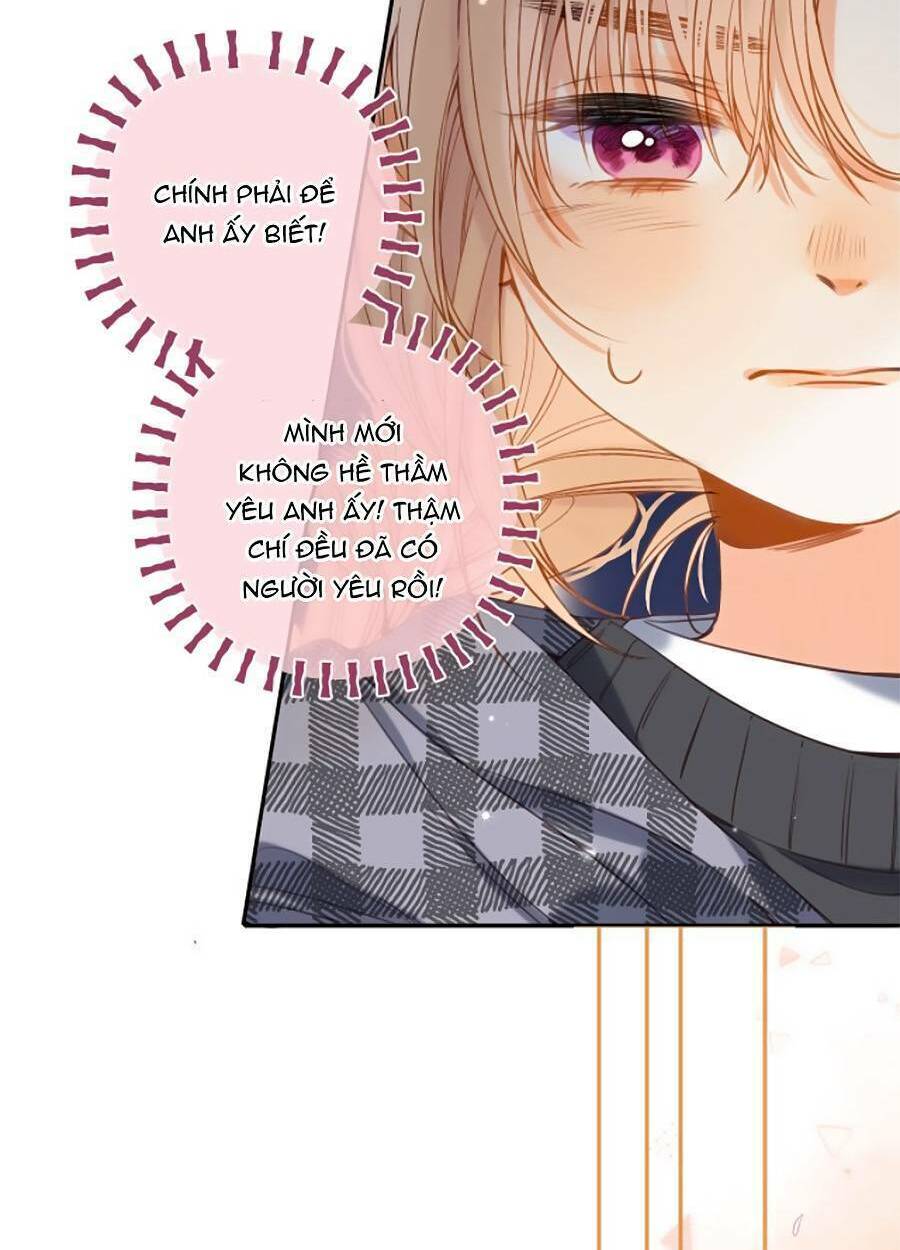 CHÍNH PHẢI ĐỂ
ANH ẤY BIẾT!
MÌNH MỚI
KHÔNG HỀ THẦM
YÊU ANH ẤY! THẬM
CHÍ ĐỀU ĐÃ CÓ
NGƯỜI YÊU RỒI!